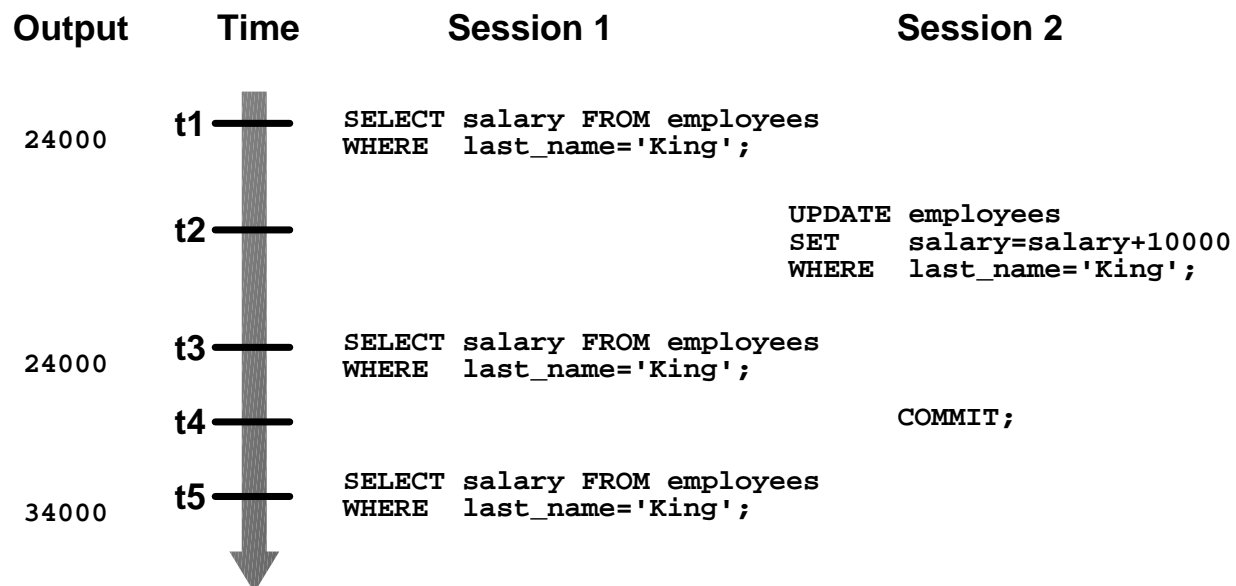 Output Time Session 1 Session 2
24000 t1 SELECT salary FROM employees
WHERE last_name='King';
t2 UPDATE employees
SET salary=salary+10000
WHERE last_name='King';
24000 t3 SELECT salary FROM employees
WHERE last_name='King';
t4 COMMIT;
34000 t5 SELECT salary FROM employees
WHERE last_name='King';